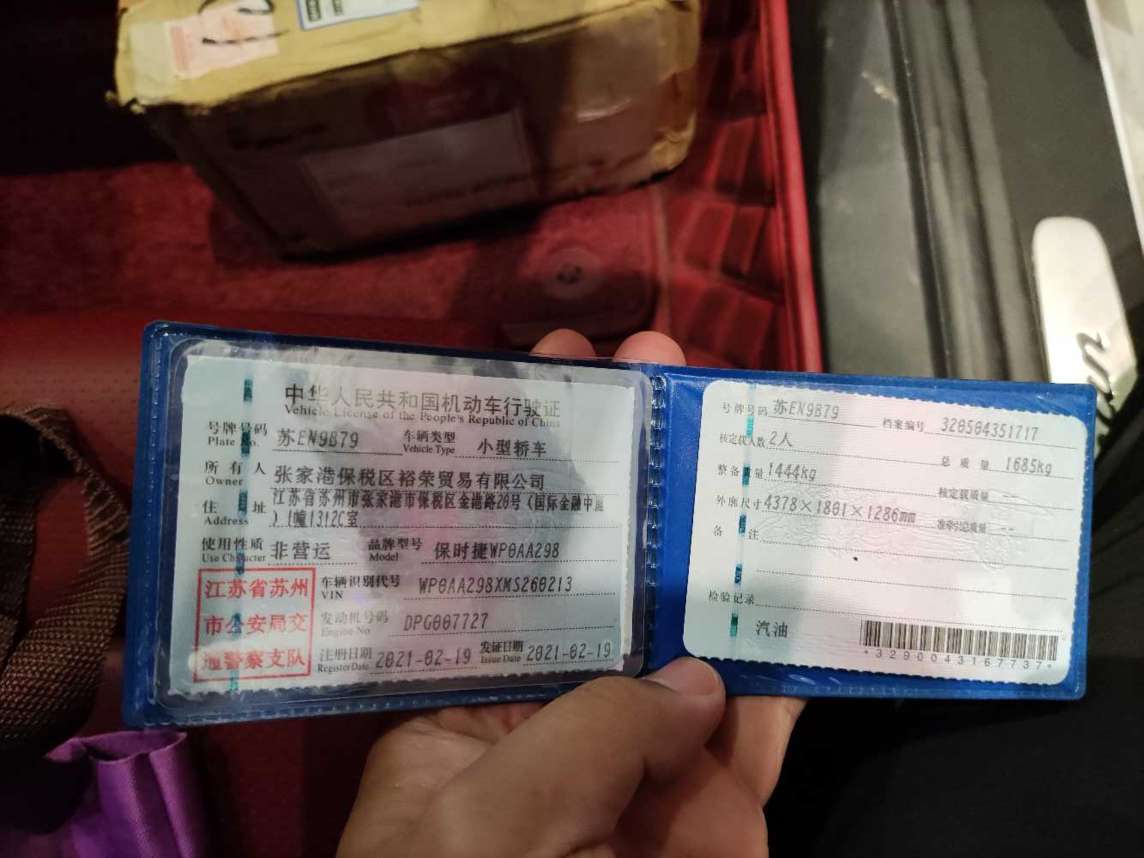 中华人民共和国机动车行驶证
Vehicle License of the People's Republic of China
号牌号码 苏EN9B79 车辆类型 小型轿车
Plate No. Vehicle Type
所有人 张家港保税区裕荣贸易有限公司
Owner
住址 江苏省苏州市张家港市保税区金港路20号(国际金融中心
Address )1幢1312C室
使用性质 非营运 品牌型号 保时捷WP0AA298
Use Character Model
江苏省苏州
市公安局交
通警察支队
车辆识别代号 WP0AA298XMS260213
VIN
发动机号码 DPG007727
Engine No
注册日期 2021-02-19 发证日期 2021-02-19
Register Date Issue Date
号牌号码 苏EN9B79 档案编号 320504351717
核定载人数 2人 总质量 1685kg
整备质量 1444kg 核定载质量 --
外廓尺寸 4378×1801×1286mm 准牵引总质量 --
备注
检验记录
汽油
*3290043167737*